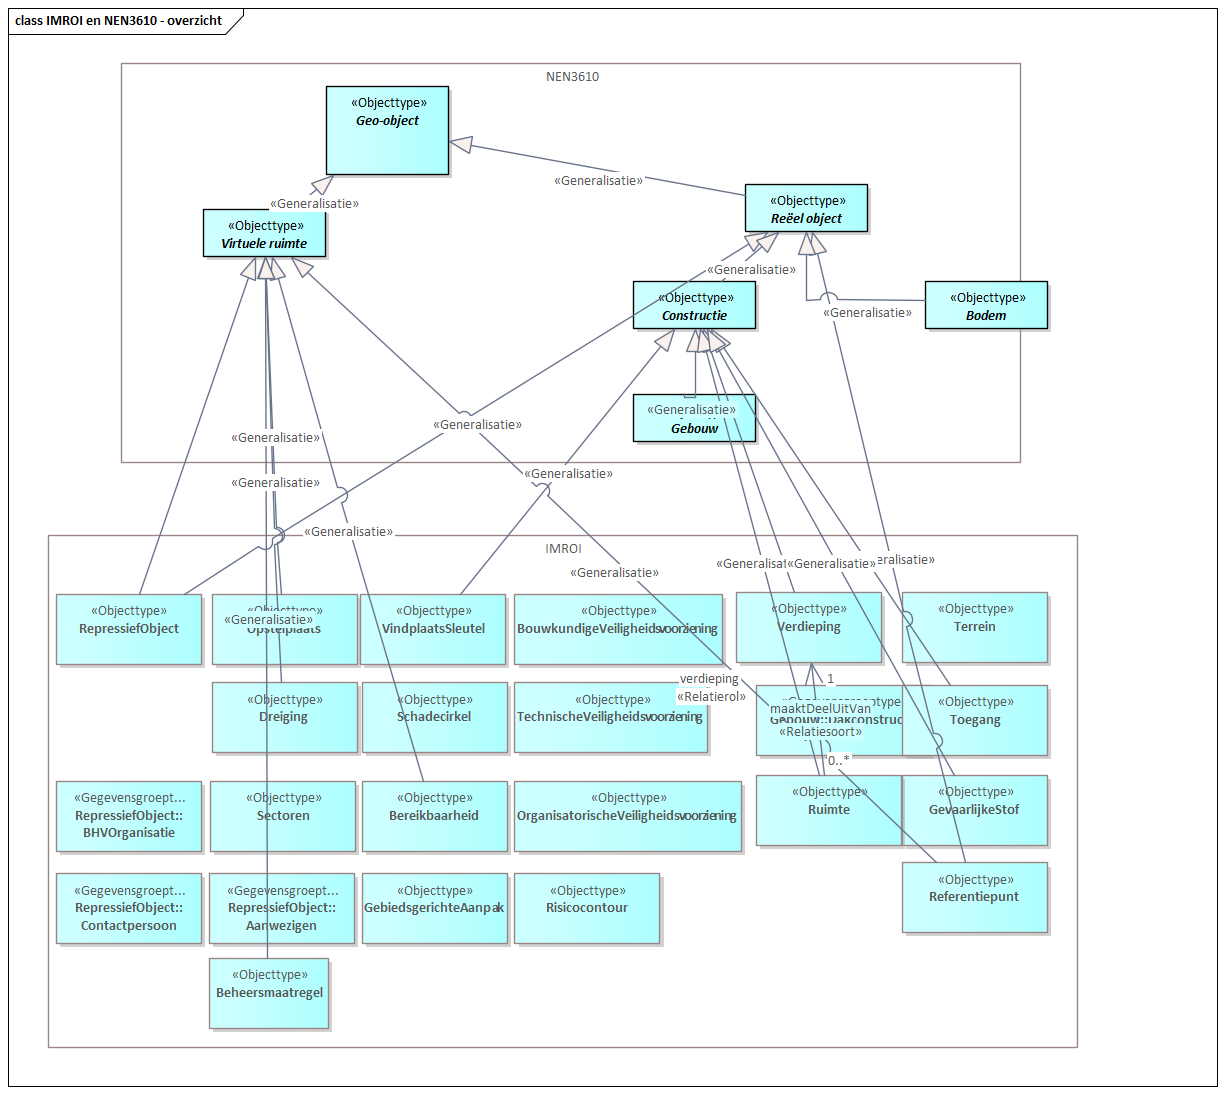 class IMROI en NEN3610 - overzicht
NEN3610
«Objecttype»
Geo-object
«Generalisatie»
«Objecttype»
Reëel object
«Generalisatie»
«Objecttype»
Virtuele ruimte
«Generalisatie»
«Objecttype»
Constructie
«Objecttype»
Bodem
«Generalisatie»
«Generalisatie»
Gebouw
«Generalisatie»
«Generalisatie»
«Generalisatie»
«Generalisatie»
«Generalisatie»
IMROI
«Generalisatie»
«Generalisat
«Generalisatie»
eralisatie»
«Objecttype»
RepressiefObject
«Objecttype»
Opstelplaats
«Generalisatie»
«Objecttype»
VindplaatsSleutel
«Objecttype»
BouwkundigeVeiligheidsvoorziening
«Objecttype»
Verdieping
«Objecttype»
Terrein
«Objecttype»
Dreiging
«Objecttype»
Schadecirkel
«Objecttype»
TechnischeVeiligheidsvoorziening
verdieping
«Relatierol»
1
Gebouw::Dakconstruc
maaktDeelUitVan
«Relatiesoort»
0..*
«Objecttype»
Toegang
«Gegevensgroept...
RepressiefObject::
BHVOrganisatie
«Objecttype»
Sectoren
«Objecttype»
Bereikbaarheid
«Objecttype»
OrganisatorischeVeiligheidsvoorziening
«Objecttype»
Ruimte
«Objecttype»
GevaarlijkeStof
«Gegevensgroept...
RepressiefObject::
Contactpersoon
«Gegevensgroept...
RepressiefObject::
Aanwezigen
«Objecttype»
GebiedsgerichteAanpak
«Objecttype»
Risicocontour
«Objecttype»
Referentiepunt
«Objecttype»
Beheersmaatregel